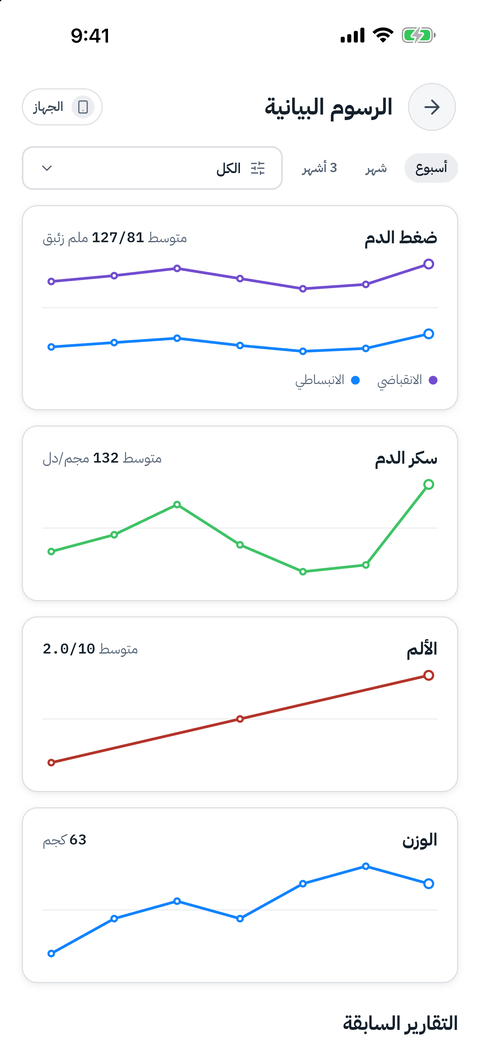 9:41
الرسوم البيانية
الجهاز
أسبوع
شهر
3 أشهر
الكل
ضغط الدم
متوسط 127/81 ملم زئبق
الانقباضي
الانبساطي
سكر الدم
متوسط 132 مجم/دل
الألم
متوسط 2.0/10
الوزن
63 كجم
التقارير السابقة